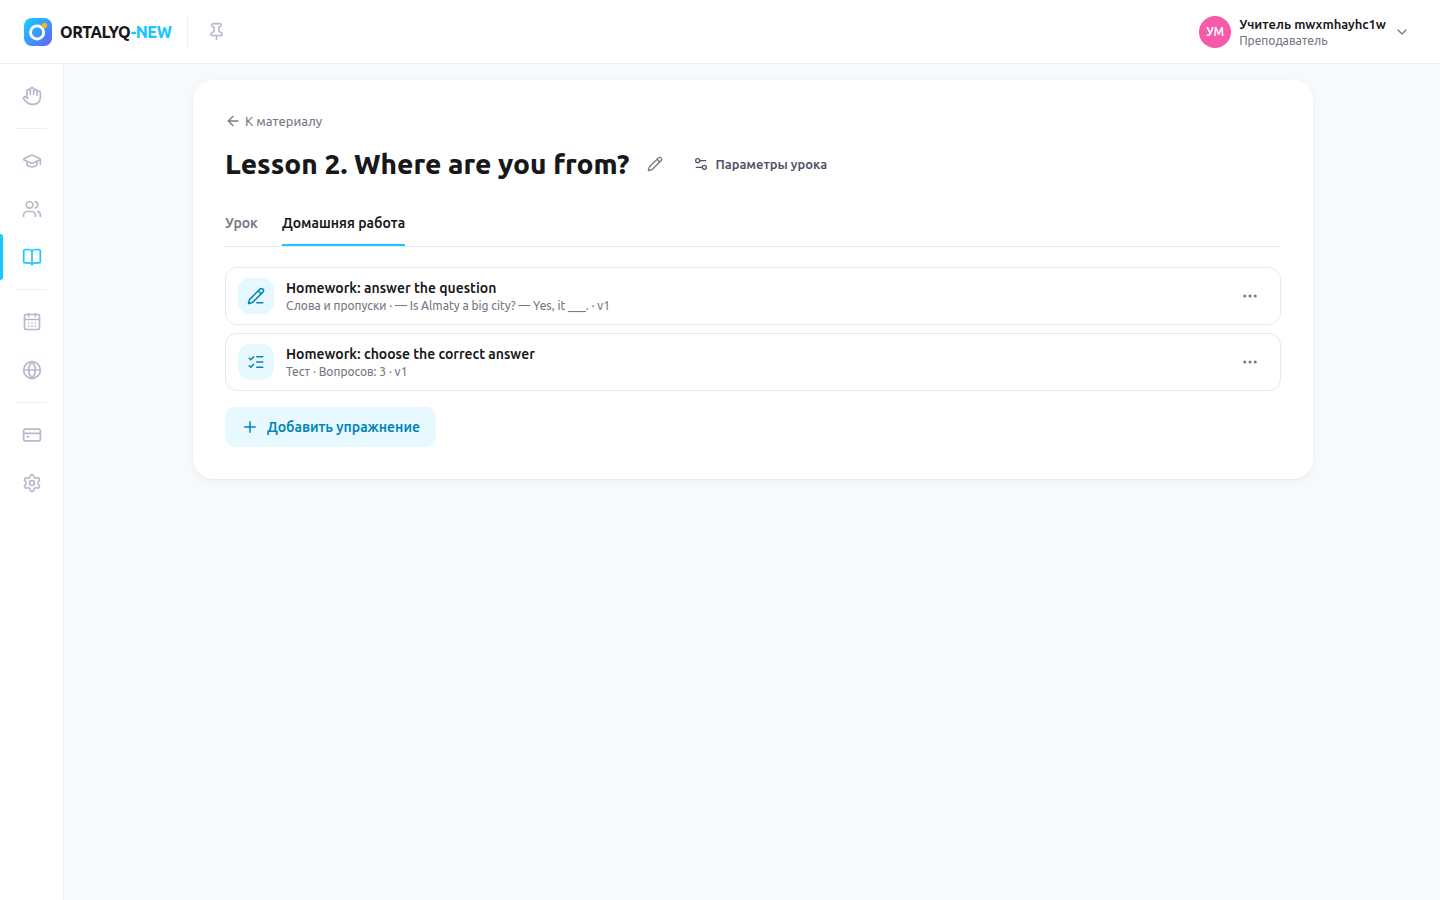 ORTALYQ-NEW
УМ
Учитель mwxmhayhc1w
Преподаватель
К материалу
Lesson 2. Where are you from?
Параметры урока
Урок
Домашняя работа
Homework: answer the question
Слова и пропуски · — Is Almaty a big city? — Yes, it ___. · v1
Homework: choose the correct answer
Тест · Вопросов: 3 · v1
Добавить упражнение